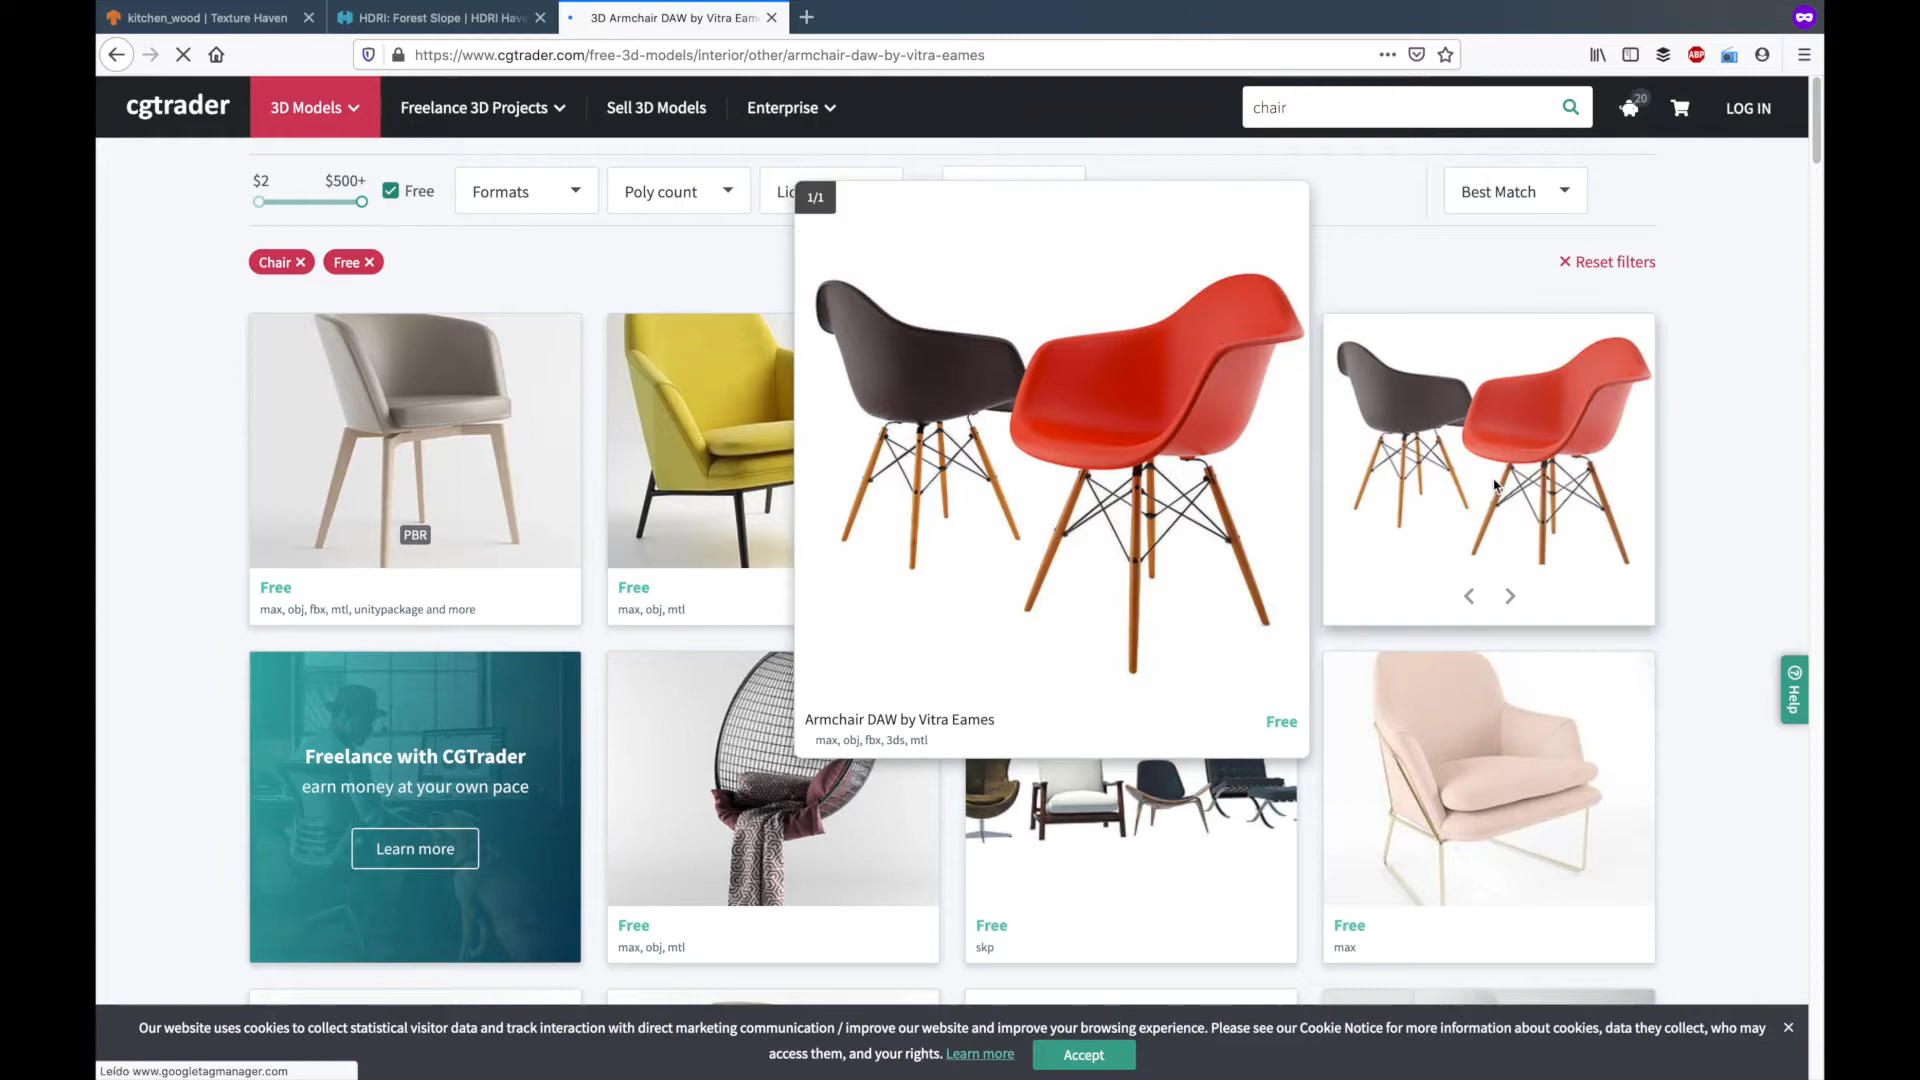 kitchen_wood | Texture Haven
HDRI: Forest Slope | HDRI Have
3D Armchair DAW by Vitra Eam
https://www.cgtrader.com/free-3d-models/interior/other/armchair-daw-by-vitra-eames
ABP
cgtrader
3D Models
Freelance 3D Projects
Sell 3D Models
Enterprise
chair
20
LOG IN
$2
$500+
Free
Formats
Poly count
Lic
Best Match
1/1
Chair ✕
Free ✕
✕ Reset filters
PBR
Free
max, obj, fbx, mtl, unitypackage and more
Free
max, obj, mtl
Armchair DAW by Vitra Eames
Free
max, obj, fbx, 3ds, mtl
Help
Freelance with CGTrader
earn money at your own pace
Learn more
Free
max, obj, mtl
Free
skp
Free
max
Our website uses cookies to collect statistical visitor data and track interaction with direct marketing communication / improve our website and improve your browsing experience. Please see our Cookie Notice for more information about cookies, data they collect, who may
access them, and your rights. Learn more
Accept
Leído www.googletagmanager.com